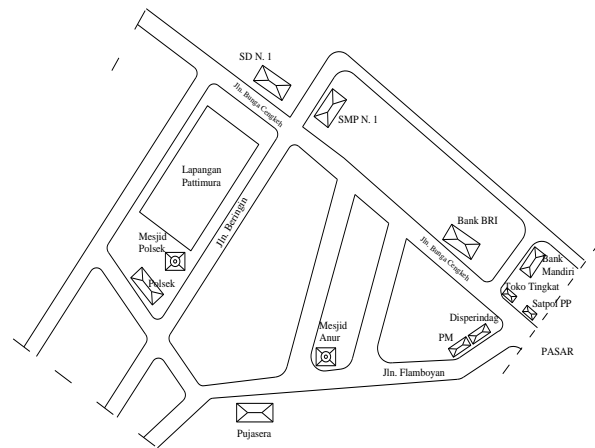 SD N. 1
Jln. Bunga Cengkeh
SMP N. 1
Lapangan
Pattimura
Jln. Beringin
Mesjid
Polsek
Polsek
Bank BRI
Jln. Bunga Cengkeh
Bank
Mandiri
Toko Tingkat
Satpol PP
Disperindag
PM
PASAR
Mesjid
Anur
Jln. Flamboyan
Pujasera